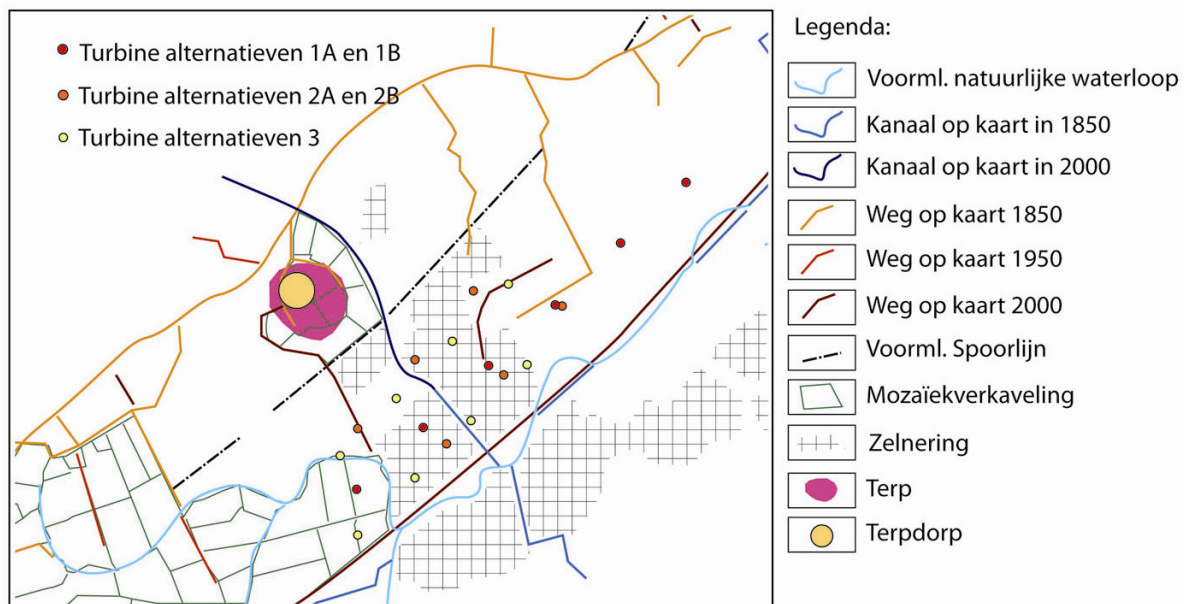 Turbine alternatieven 1A en 1B
Turbine alternatieven 2A en 2B
Turbine alternatieven 3
Legenda:
Voorml. natuurlijke waterloop
Kanaal op kaart in 1850
Kanaal op kaart in 2000
Weg op kaart 1850
Weg op kaart 1950
Weg op kaart 2000
Voorml. Spoorlijn
Mozaïekverkaveling
Zelnering
Terp
Terpdorp